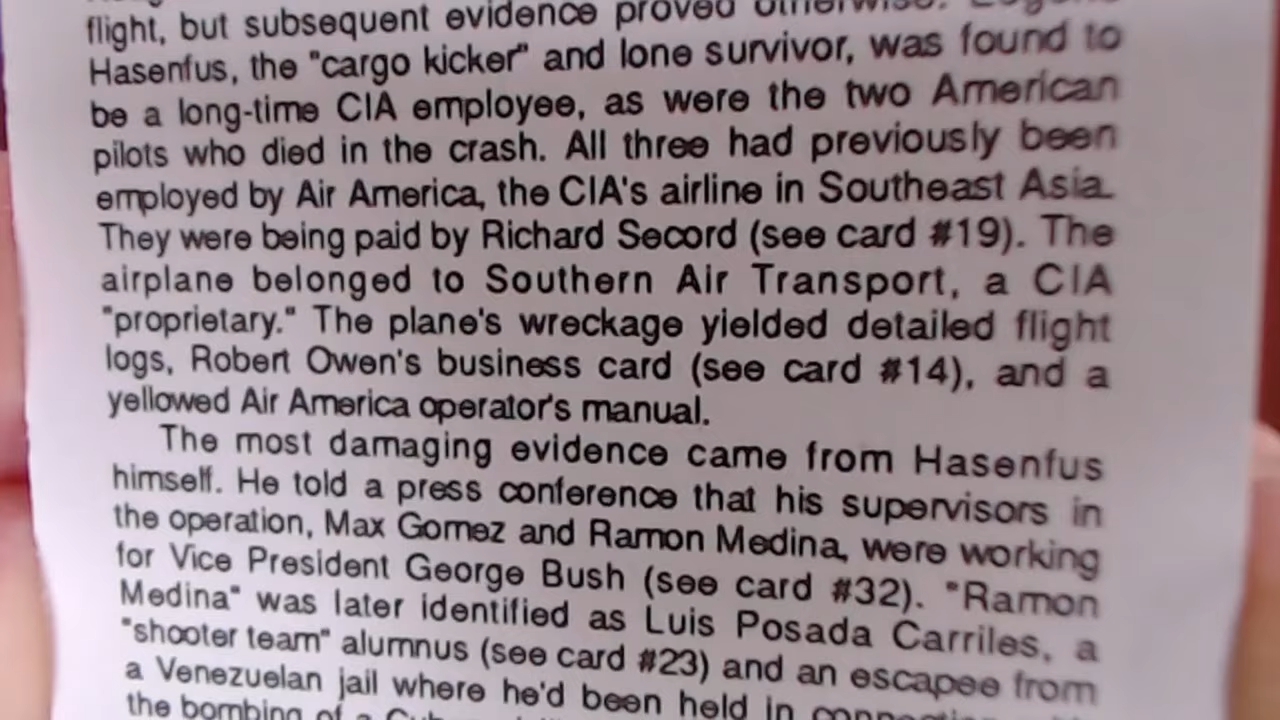 flight, but subsequent evidence proved otherwise.
Hasenfus, the "cargo kicker" and lone survivor, was found to
be a long-time CIA employee, as were the two American
pilots who died in the crash. All three had previously been
employed by Air America, the CIA's airline in Southeast Asia.
They were being paid by Richard Secord (see card #19). The
airplane belonged to Southern Air Transport, a CIA
"proprietary." The plane's wreckage yielded detailed flight
logs, Robert Owen's business card (see card #14), and a
yellowed Air America operator's manual.
The most damaging evidence came from Hasenfus
himself. He told a press conference that his supervisors in
the operation, Max Gomez and Ramon Medina, were working
for Vice President George Bush (see card #32). "Ramon
Medina" was later identified as Luis Posada Carriles, a
"shooter team" alumnus (see card #23) and an escapee from
a Venezuelan jail where he'd been held in
the bombing of a